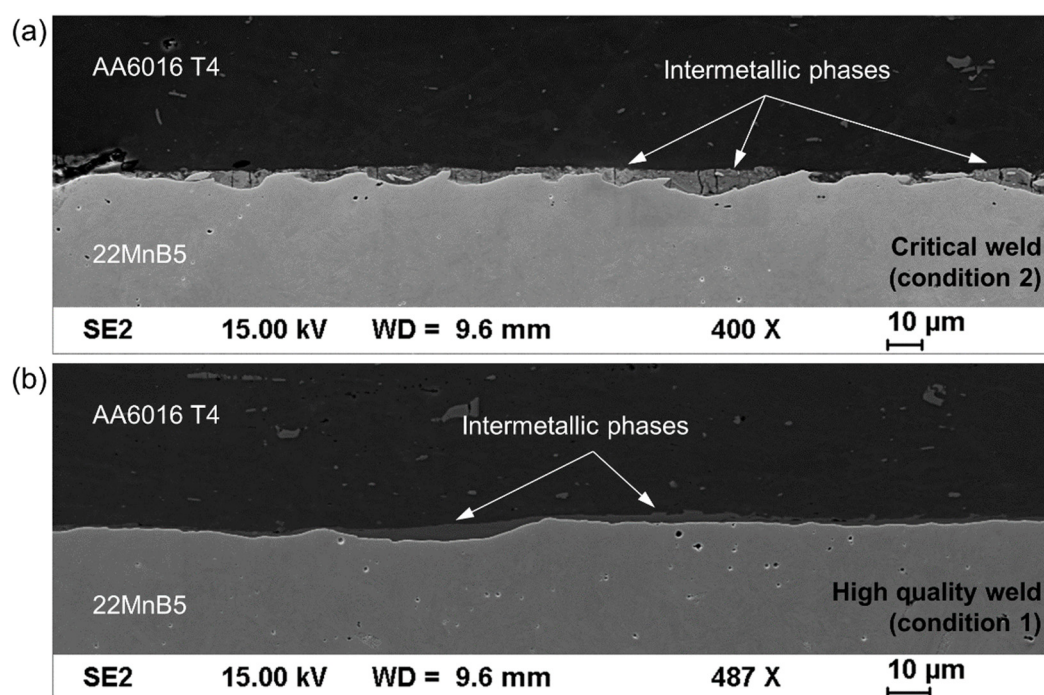 (a)
AA6016 T4
Intermetallic phases
22MnB5
Critical weld
(condition 2)
SE2 15.00 kV WD = 9.6 mm 400 X 10 µm
(b)
AA6016 T4
Intermetallic phases
22MnB5
High quality weld
(condition 1)
SE2 15.00 kV WD = 9.6 mm 487 X 10 µm